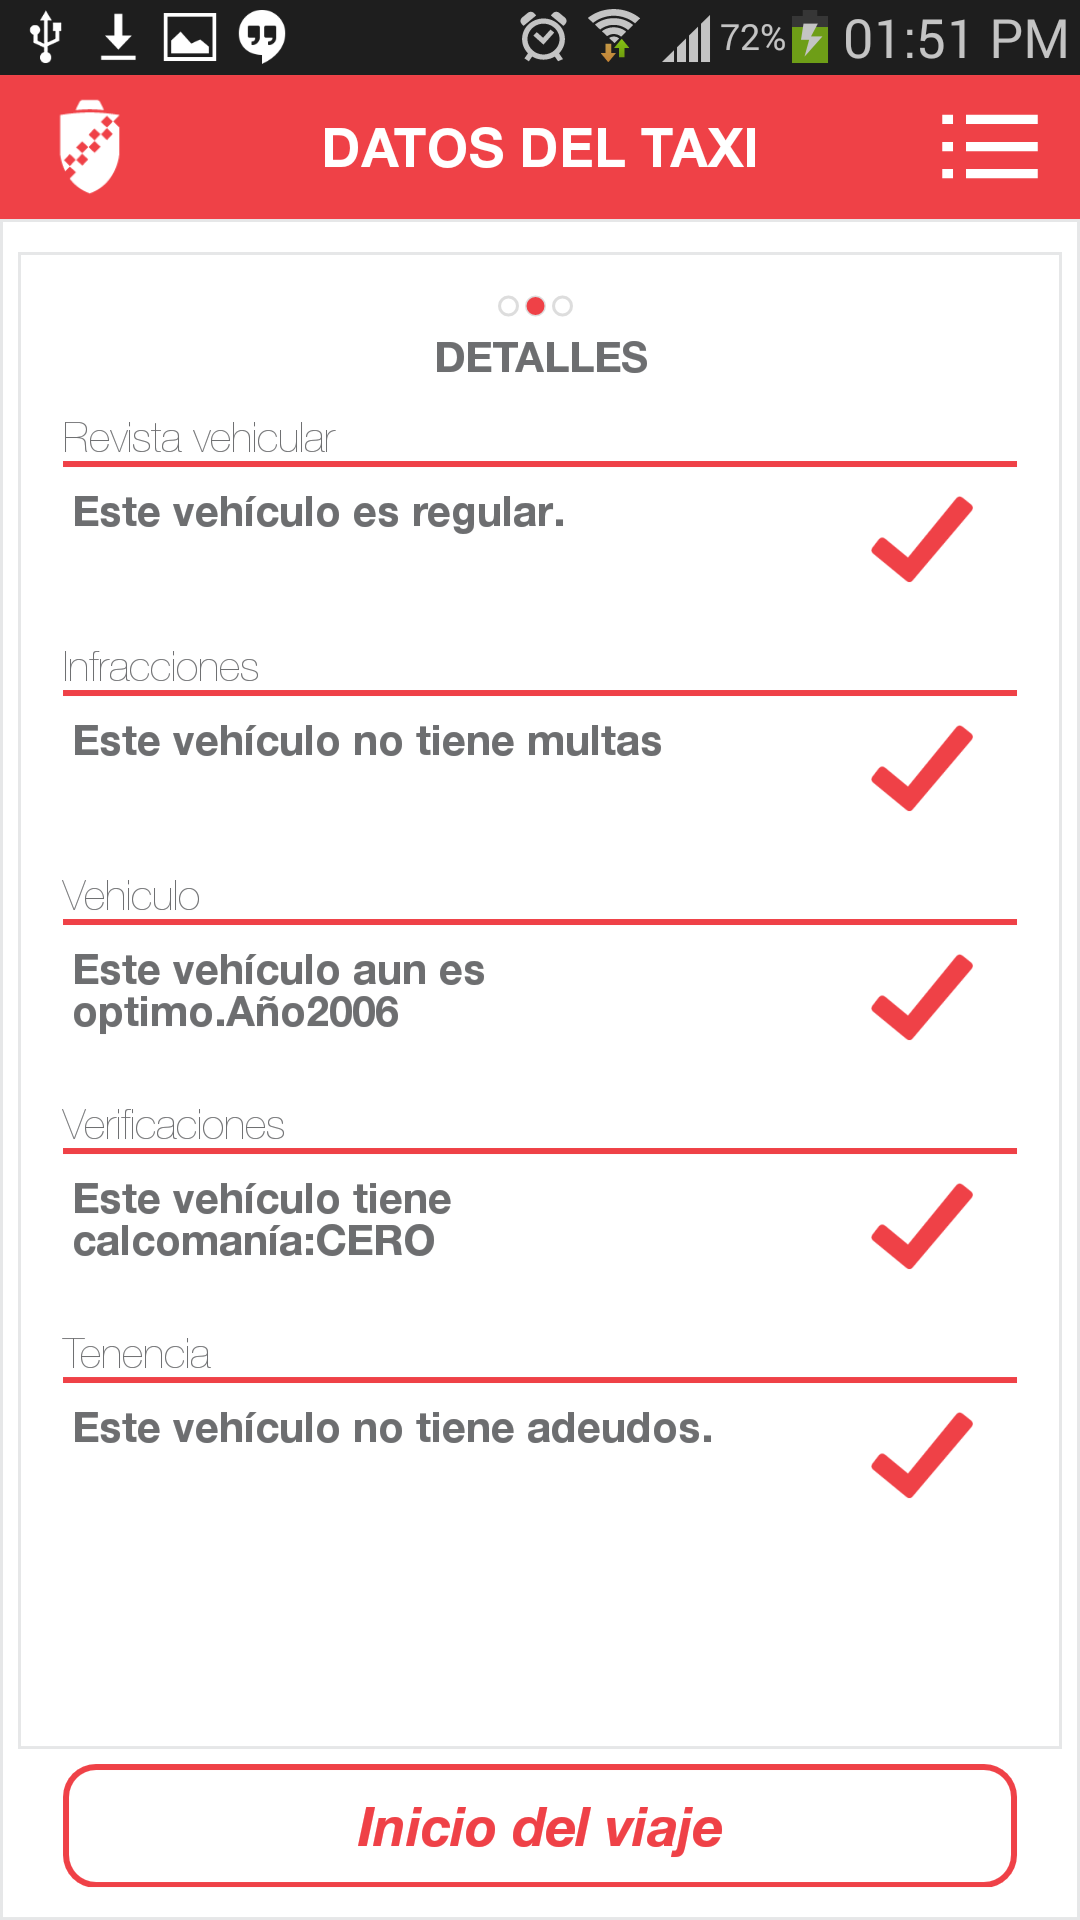 72% 01:51 PM
DATOS DEL TAXI
DETALLES
Revista vehicular
Este vehículo es regular.
Infracciones
Este vehículo no tiene multas
Vehiculo
Este vehículo aun es
optimo.Año2006
Verificaciones
Este vehículo tiene
calcomanía:CERO
Tenencia
Este vehículo no tiene adeudos.
Inicio del viaje